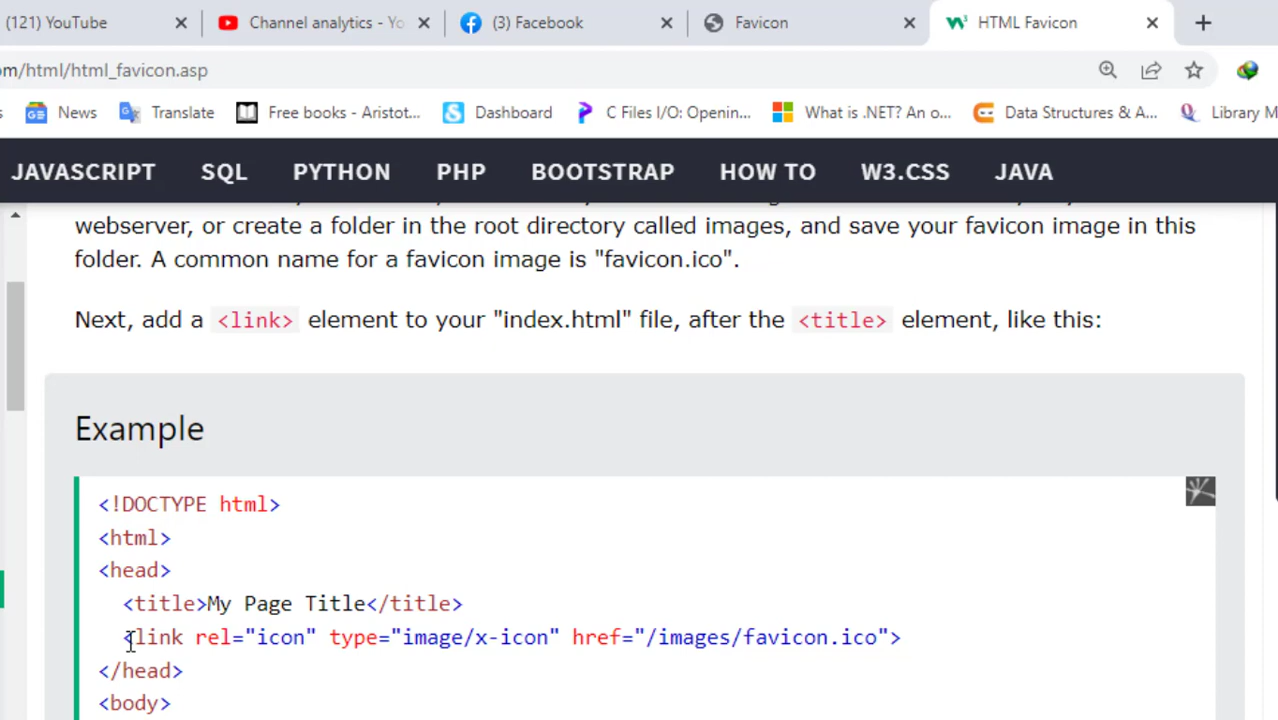 (121) YouTube
Channel analytics - Yo
(3) Facebook
Favicon
HTML Favicon
om/html/html_favicon.asp
News
Translate
Free books - Aristot...
Dashboard
C Files I/O: Openin...
What is .NET? An o...
Data Structures & A...
Library M
JAVASCRIPT SQL PYTHON PHP BOOTSTRAP HOW TO W3.CSS JAVA
webserver, or create a folder in the root directory called images, and save your favicon image in this
folder. A common name for a favicon image is "favicon.ico".
Next, add a <link> element to your "index.html" file, after the <title> element, like this:
Example
<!DOCTYPE html>
<html>
<head>
<title>My Page Title</title>
<link rel="icon" type="image/x-icon" href="/images/favicon.ico">
</head>
<body>